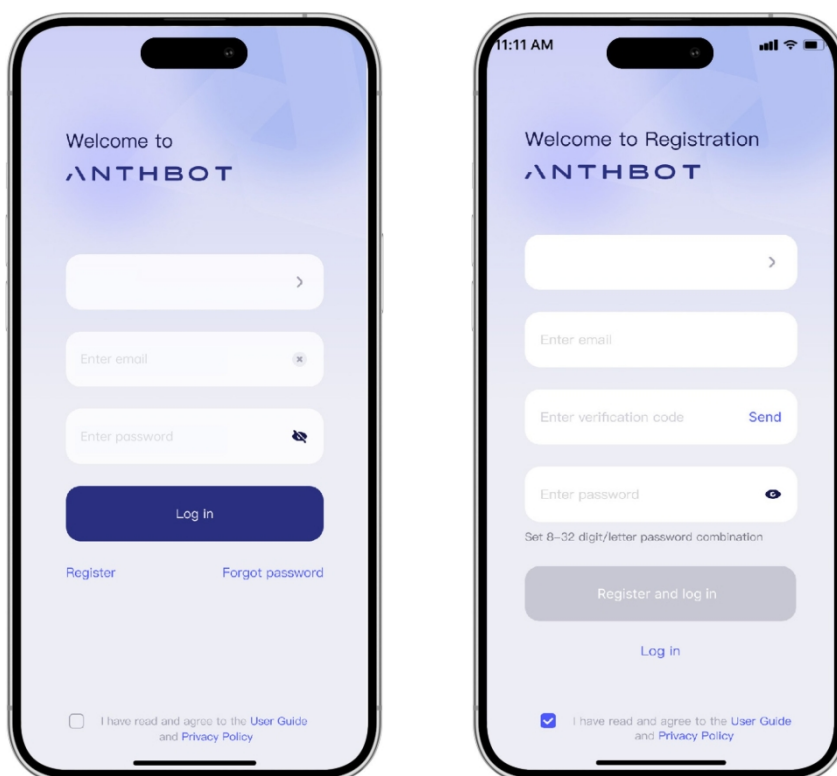 Welcome to
ANTHBOT
Enter email
Enter password
Log in
Register
Forgot password
I have read and agree to the User Guide
and Privacy Policy
11:11 AM
Welcome to Registration
ANTHBOT
Enter email
Enter verification code
Send
Enter password
Set 8-32 digit/letter password combination
Register and log in
Log in
I have read and agree to the User Guide
and Privacy Policy